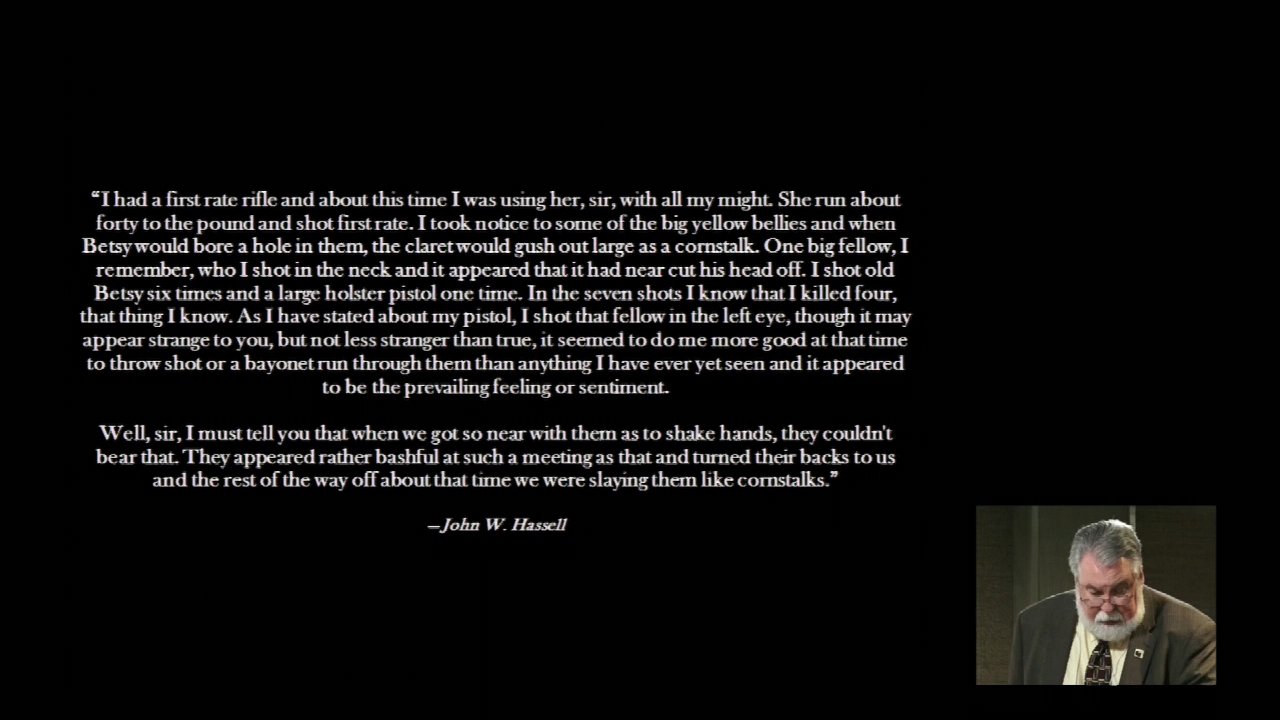 “I had a first rate rifle and about this time I was using her, sir, with all my might. She run about
forty to the pound and shot first rate. I took notice to some of the big yellow bellies and when
Betsy would bore a hole in them, the claret would gush out large as a cornstalk. One big fellow, I
remember, who I shot in the neck and it appeared that it had near cut his head off. I shot old
Betsy six times and a large holster pistol one time. In the seven shots I know that I killed four,
that thing I know. As I have stated about my pistol, I shot that fellow in the left eye, though it may
appear strange to you, but not less stranger than true, it seemed to do me more good at that time
to throw shot or a bayonet run through them than anything I have ever yet seen and it appeared
to be the prevailing feeling or sentiment.
Well, sir, I must tell you that when we got so near with them as to shake hands, they couldn't
bear that. They appeared rather bashful at such a meeting as that and turned their backs to us
and the rest of the way off about that time we were slaying them like cornstalks.”
—John W. Hassell